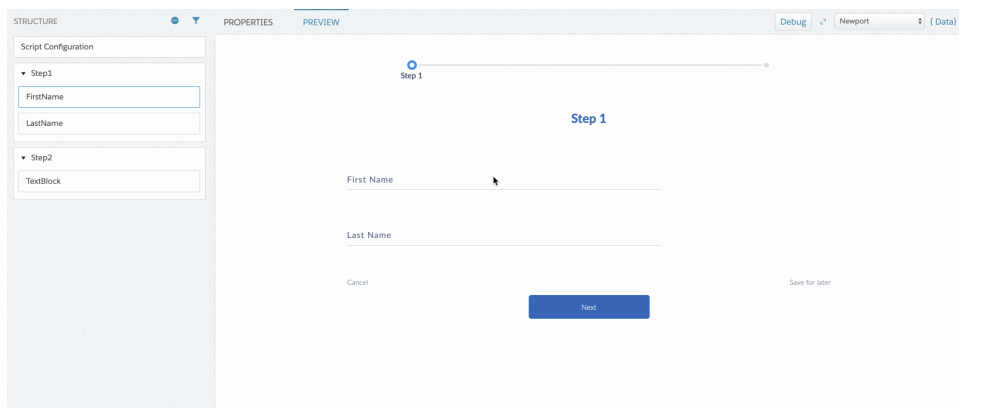 STRUCTURE
PROPERTIES
PREVIEW
Debug
Newport
{ Data}
Script Configuration
Step1
FirstName
LastName
Step2
TextBlock
Step 1
Step 1
First Name
Last Name
Cancel
Save for later
Next